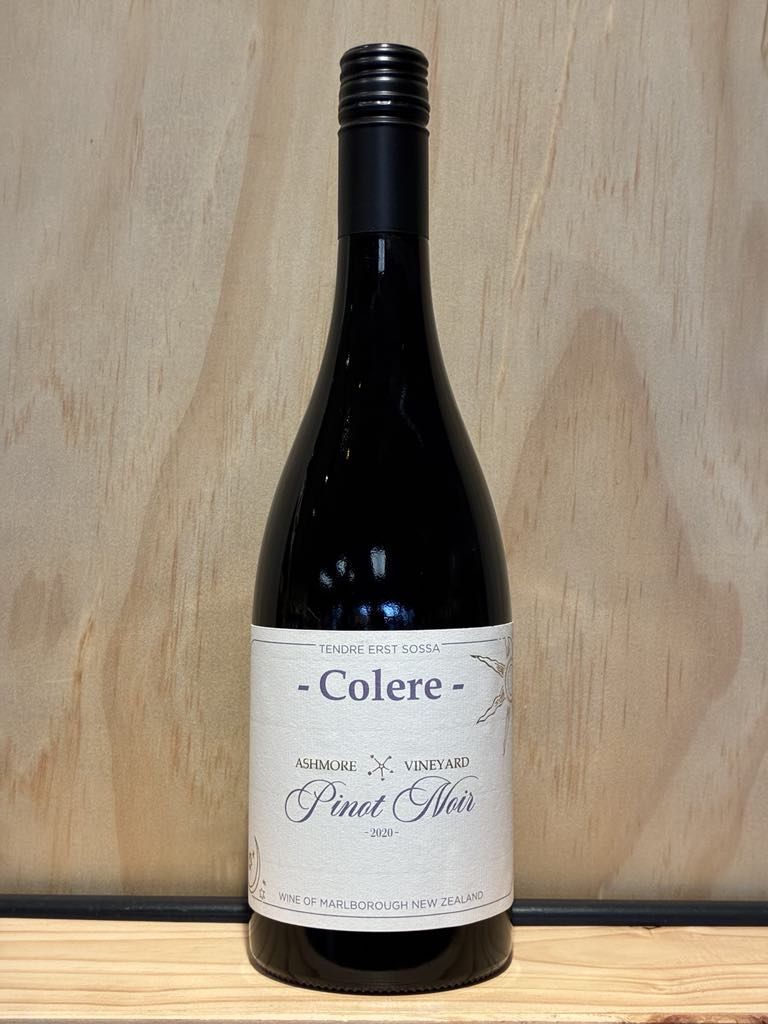 TENDRE ERST SOSSA
- Colere -
ASHMORE VINEYARD
Pinot Noir
-2020-
WINE OF MARLBOROUGH NEW ZEALAND